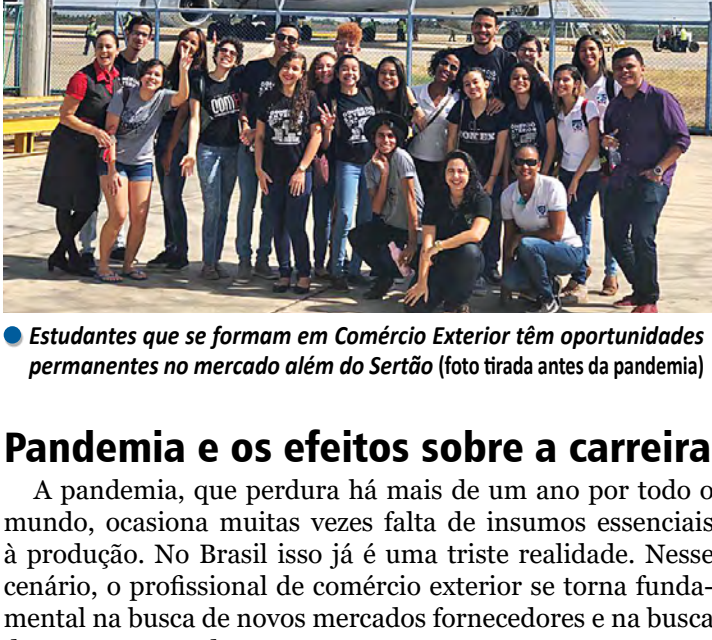 Estudantes que se formam em Comércio Exterior têm oportunidades
permanentes no mercado além do Sertão (foto tirada antes da pandemia)
Pandemia e os efeitos sobre a carreira
A pandemia, que perdura há mais de um ano por todo o
mundo, ocasiona muitas vezes falta de insumos essenciais
à produção. No Brasil isso já é uma triste realidade. Nesse
cenário, o profissional de comércio exterior se torna funda-
mental na busca de novos mercados fornecedores e na busca